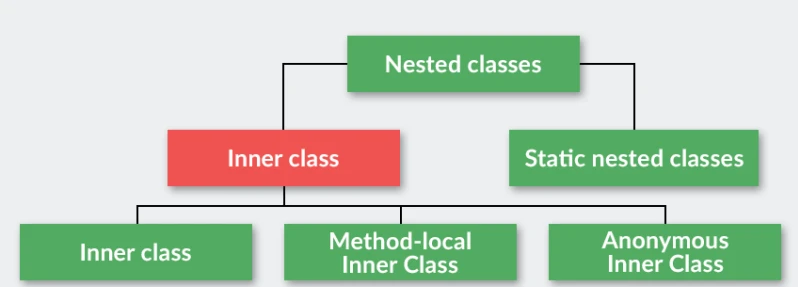 Nested classes
Inner class
Static nested classes
Inner class
Method-local
Inner Class
Anonymous
Inner Class